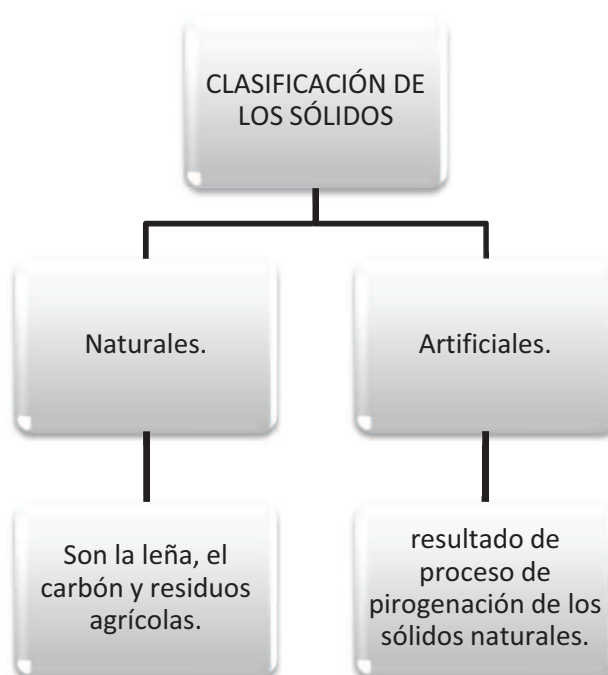 CLASIFICACIÓN DE
LOS SÓLIDOS
Naturales.
Artificiales.
Son la leña, el
carbón y residuos
agrícolas.
resultado de
proceso de
pirogenación de los
sólidos naturales.